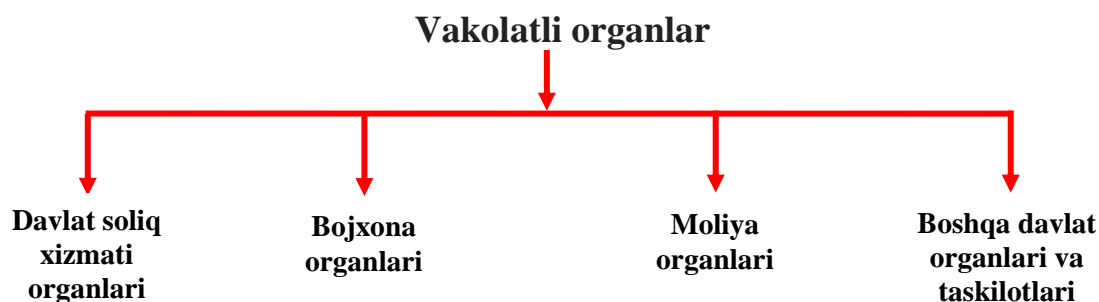 Vakolatli organlar
Davlat soliq
xizmati
organlari
Bojxona
organlari
Moliya
organlari
Boshqa davlat
organlari va
taskilotlari